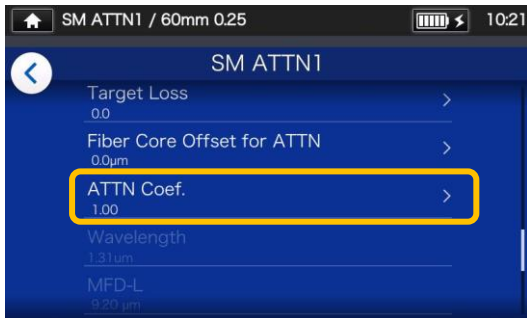 SM ATTN1 / 60mm 0.25
10:21
SM ATTN1
Target Loss
0.0
Fiber Core Offset for ATTN
0.0μm
ATTN Coef.
1.00
Wavelength
1.31um
MFD-L
9.20 μm